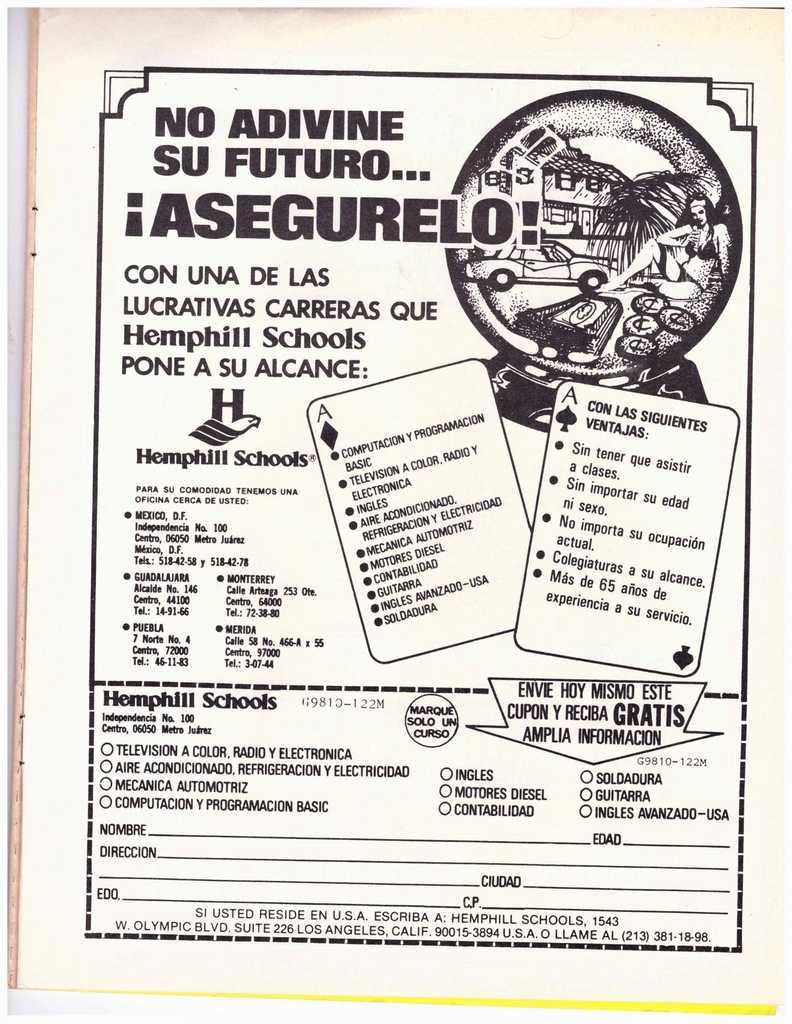 NO ADIVINE
SU FUTURO...
¡ASEGURELO!
CON UNA DE LAS
LUCRATIVAS CARRERAS QUE
Hemphill Schools
PONE A SU ALCANCE:
H
Hemphill Schools®
PARA SU COMODIDAD TENEMOS UNA
OFICINA CERCA DE USTED:
● MEXICO, D.F.
Independencia No. 100
Centro, 06050 Metro Juárez
México, D.F.
Tels.: 518-42-58 y 518-42-78
● GUADALAJARA
Alcalde No. 146
Centro, 44100
Tel.: 14-91-66
● MONTERREY
Calle Arteaga 253 Ote.
Centro, 64000
Tel.: 72-38-80
● PUEBLA
7 Norte No. 4
Centro, 72000
Tel.: 46-11-83
● MERIDA
Calle 58 No. 466-A x 55
Centro, 97000
Tel.: 3-07-44
A
● COMPUTACION Y PROGRAMACION
BASIC
● TELEVISION A COLOR, RADIO Y
ELECTRONICA
● INGLES
● AIRE ACONDICIONADO,
REFRIGERACION Y ELECTRICIDAD
● MECANICA AUTOMOTRIZ
● MOTORES DIESEL
● CONTABILIDAD
● GUITARRA
● INGLES AVANZADO-USA
● SOLDADURA
A
CON LAS SIGUIENTES
VENTAJAS:
● Sin tener que asistir
a clases.
● Sin importar su edad
ni sexo.
● No importa su ocupación
actual.
● Colegiaturas a su alcance.
● Más de 65 años de
experiencia a su servicio.
Hemphill Schools G9810-122M
Independencia No. 100
Centro, 06050 Metro Juárez
MARQUE
SOLO UN
CURSO
ENVIE HOY MISMO ESTE
CUPON Y RECIBA GRATIS
AMPLIA INFORMACION
G9810-122M
○ TELEVISION A COLOR, RADIO Y ELECTRONICA
○ AIRE ACONDICIONADO, REFRIGERACION Y ELECTRICIDAD
○ MECANICA AUTOMOTRIZ
○ COMPUTACION Y PROGRAMACION BASIC
○ INGLES
○ MOTORES DIESEL
○ CONTABILIDAD
○ SOLDADURA
○ GUITARRA
○ INGLES AVANZADO-USA
NOMBRE EDAD
DIRECCION
CIUDAD
EDO. C.P.
SI USTED RESIDE EN U.S.A. ESCRIBA A: HEMPHILL SCHOOLS, 1543
W. OLYMPIC BLVD. SUITE 226 LOS ANGELES, CALIF. 90015-3894 U.S.A. O LLAME AL (213) 381-18-98.